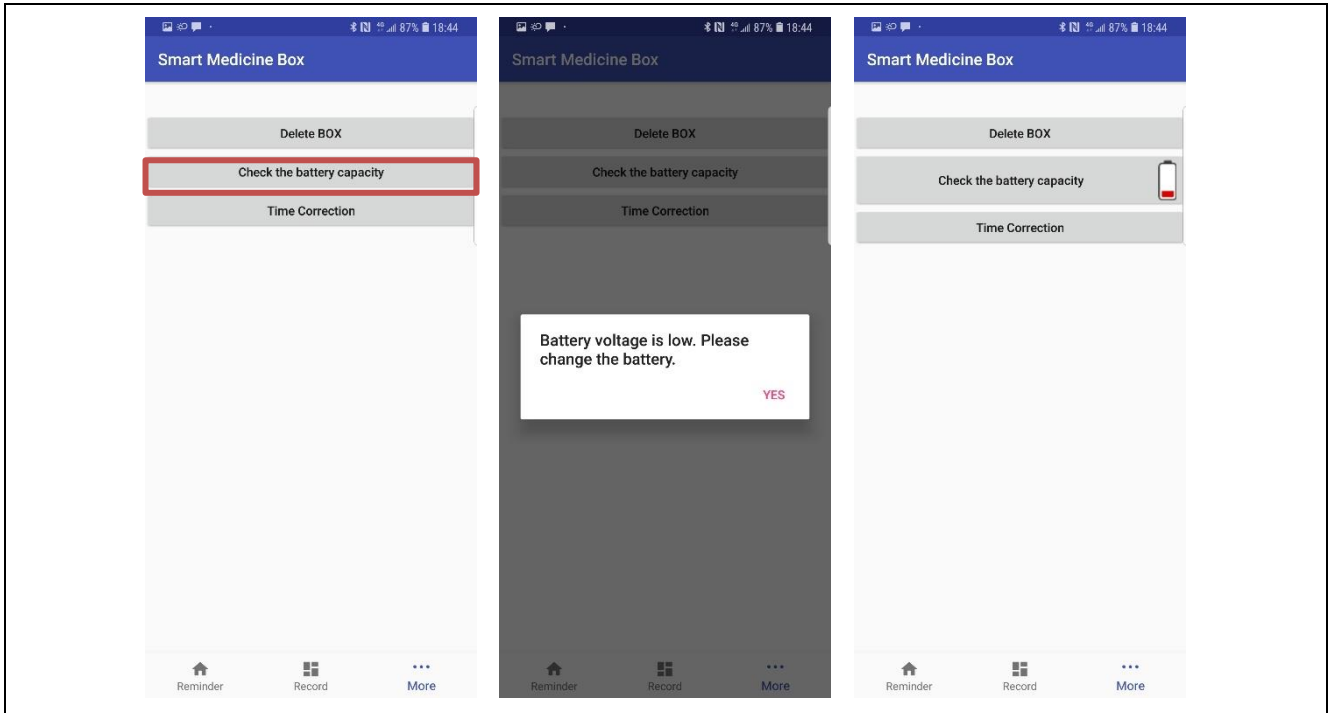 87% 18:44
Smart Medicine Box
Delete BOX
Check the battery capacity
Time Correction
Reminder
Record
More
87% 18:44
Smart Medicine Box
Delete BOX
Check the battery capacity
Time Correction
Battery voltage is low. Please
change the battery.
YES
Reminder
Record
More
87% 18:44
Smart Medicine Box
Delete BOX
Check the battery capacity
Time Correction
Reminder
Record
More